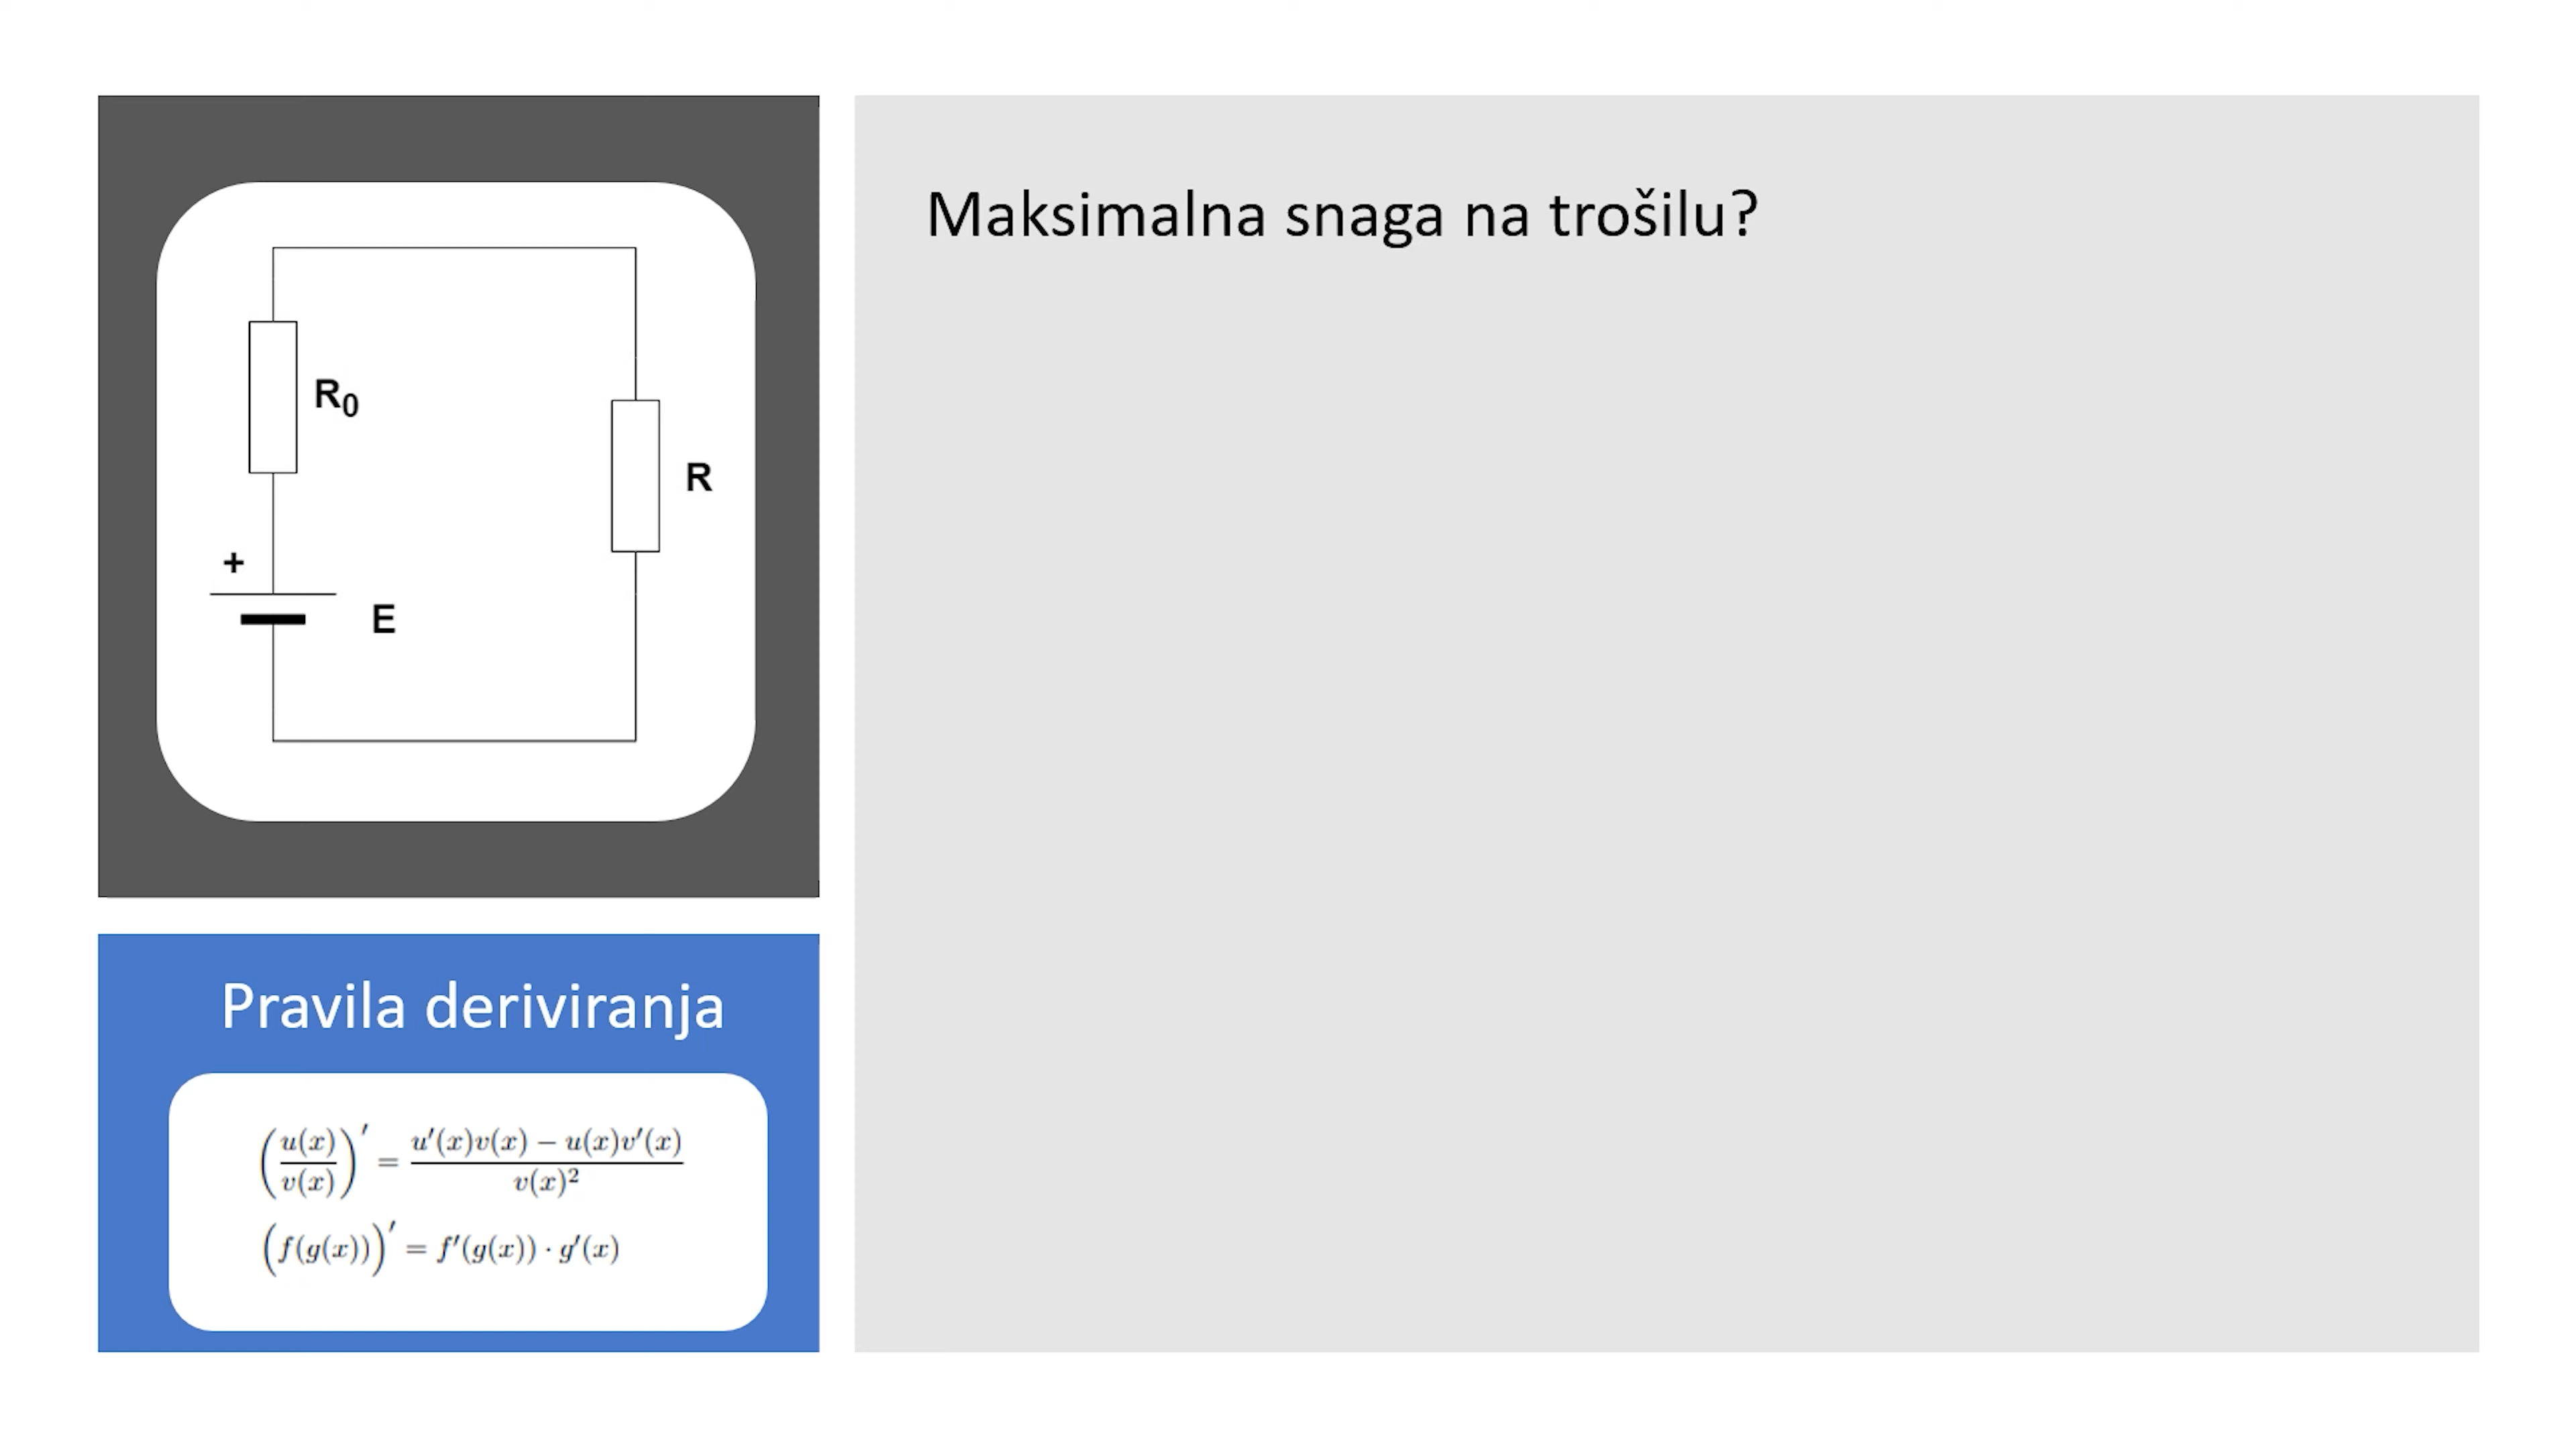 Maksimalna snaga na trošilu?
R₀
R
+
E
Pravila deriviranja
(u(x)/v(x))′ = (u′(x)v(x) − u(x)v′(x))/v(x)²
(f(g(x)))′ = f′(g(x)) · g′(x)